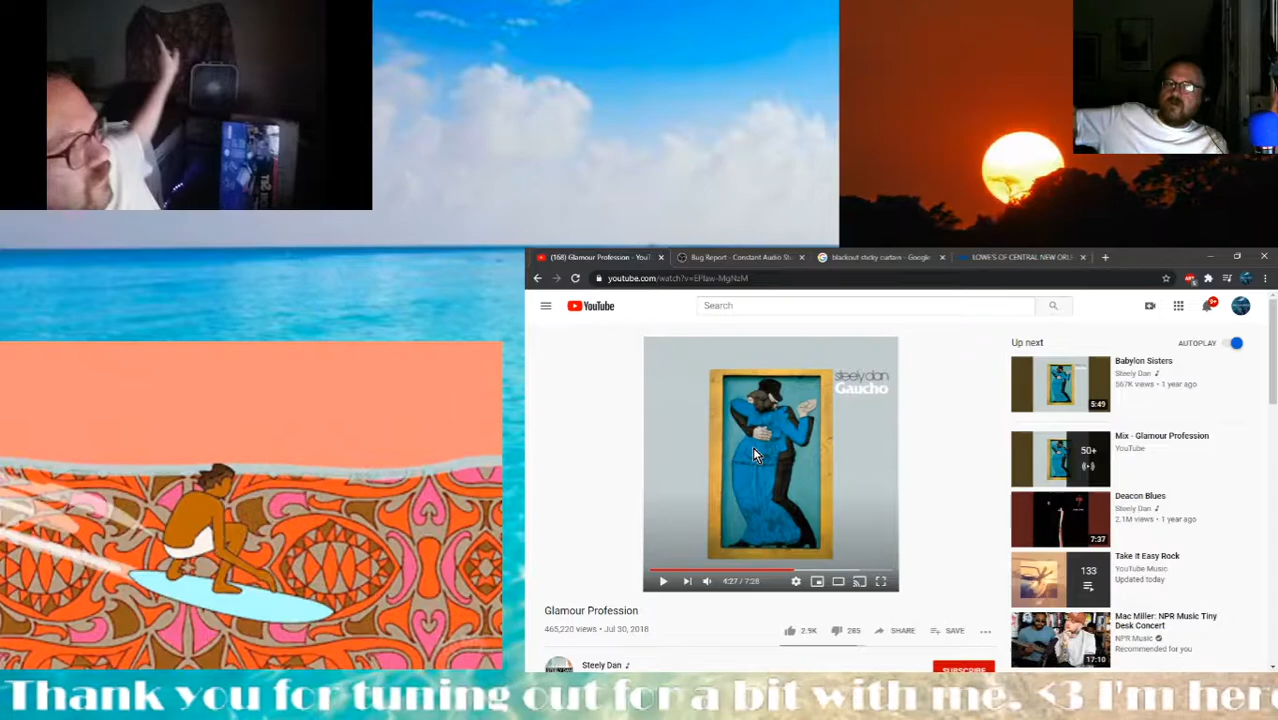 (168) Glamour Profession - YouT
Bug Report - Constant Audio St
blackout sticky curtain - Google
LOWE'S OF CENTRAL NEW ORL
youtube.com/watch?v=EPlaw-MgNzM
YouTube
Search
9+
steely dan
Gaucho
4:27 / 7:28
Glamour Profession
465,220 views • Jul 30, 2018
2.9K
285
SHARE
SAVE
Steely Dan
SUBSCRIBE
Up next
AUTOPLAY
Babylon Sisters
Steely Dan
567K views • 1 year ago
5:49
Mix - Glamour Profession
YouTube
50+
Deacon Blues
Steely Dan
2.1M views • 1 year ago
7:37
Take It Easy Rock
YouTube Music
Updated today
133
Mac Miller: NPR Music Tiny
Desk Concert
NPR Music
Recommended for you
17:10
Thank you for tuning out for a bit with me. <3 I'm here